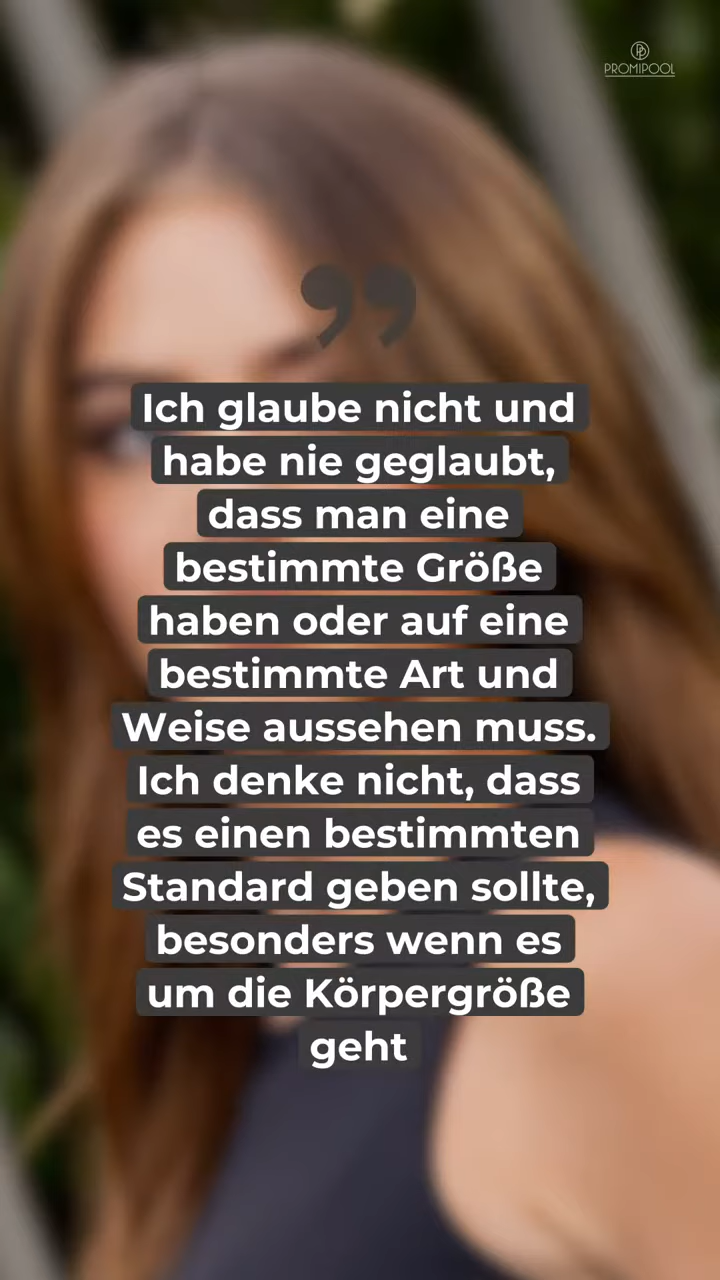 PROMIPOOL
Ich glaube nicht und
habe nie geglaubt,
dass man eine
bestimmte Größe
haben oder auf eine
bestimmte Art und
Weise aussehen muss.
Ich denke nicht, dass
es einen bestimmten
Standard geben sollte,
besonders wenn es
um die Körpergröße
geht